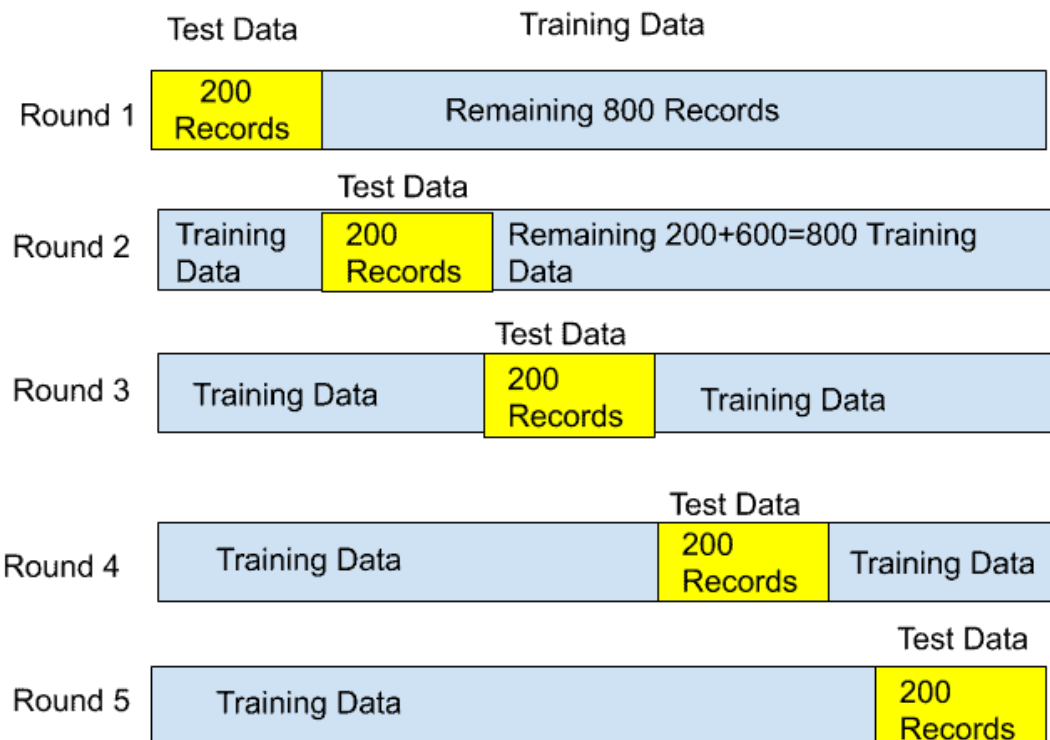 Test Data
Training Data
Round 1
200
Records
Remaining 800 Records
Test Data
Round 2
Training
Data
200
Records
Remaining 200+600=800 Training
Data
Test Data
Round 3
Training Data
200
Records
Training Data
Test Data
Round 4
Training Data
200
Records
Training Data
Test Data
Round 5
Training Data
200
Records